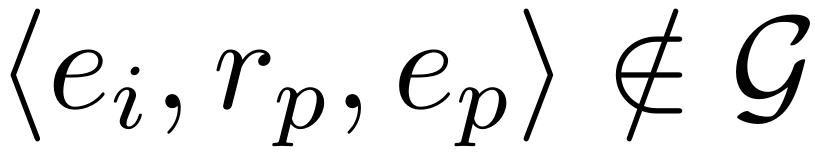 ⟨e_i, r_p, e_p⟩ ∉ 𝒢